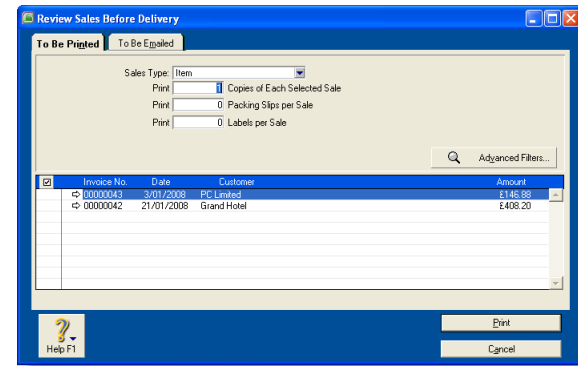 Review Sales Before Delivery
To Be Printed To Be Emailed
Sales Type: Item
Print 1 Copies of Each Selected Sale
Print 0 Packing Slips per Sale
Print 0 Labels per Sale
Advanced Filters...
Invoice No. Date Customer Amount
00000043 3/01/2008 PC Limited £146.88
00000042 21/01/2008 Grand Hotel £408.20
Print
Help F1
Cancel